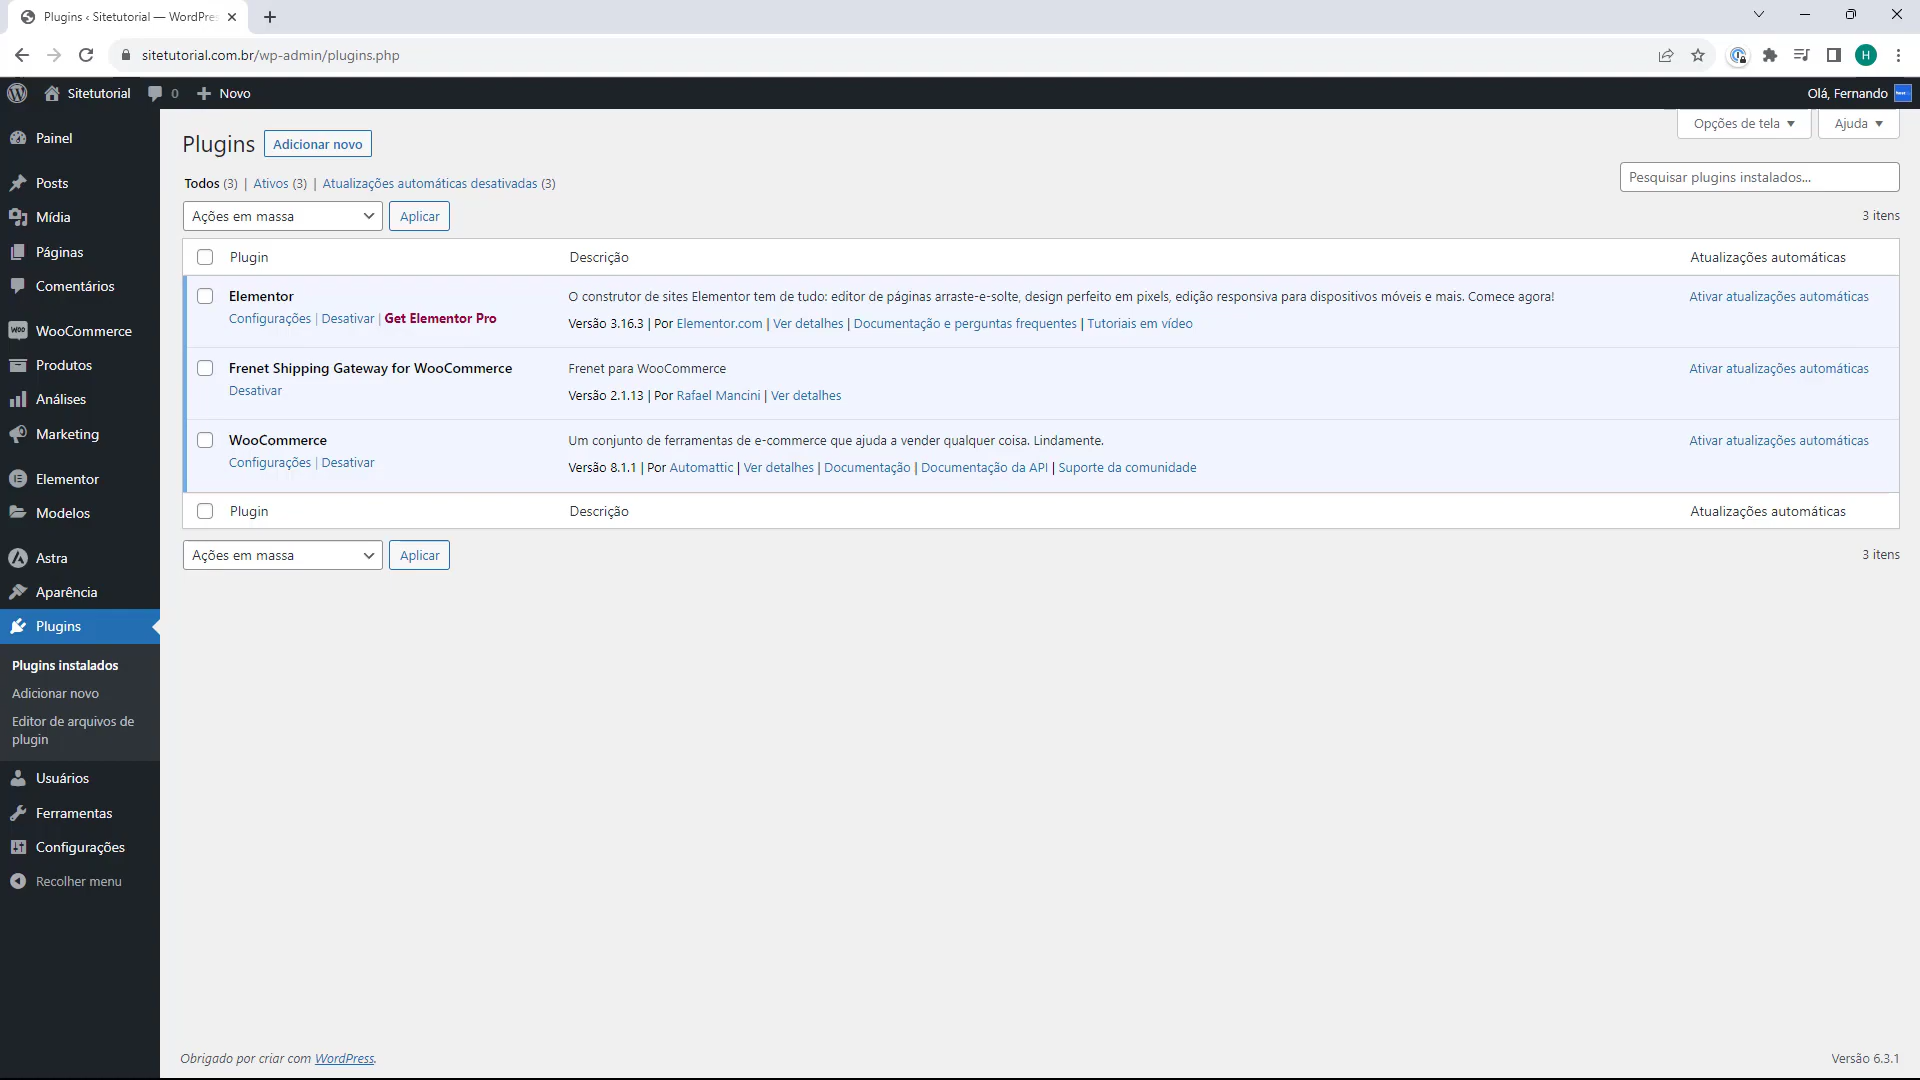 Plugins ‹ Sitetutorial — WordPre
sitetutorial.com.br/wp-admin/plugins.php
H
Sitetutorial 0 Novo
Olá, Fernando
Painel
Posts
Mídia
Páginas
Comentários
WooCommerce
Produtos
Análises
Marketing
Elementor
Modelos
Astra
Aparência
Plugins
Plugins instalados
Adicionar novo
Editor de arquivos de
plugin
Usuários
Ferramentas
Configurações
Recolher menu
Opções de tela Ajuda
Plugins Adicionar novo
Todos (3) | Ativos (3) | Atualizações automáticas desativadas (3)
Pesquisar plugins instalados...
Ações em massa Aplicar
3 itens
Plugin Descrição Atualizações automáticas
Elementor
Configurações | Desativar | Get Elementor Pro
O construtor de sites Elementor tem de tudo: editor de páginas arraste-e-solte, design perfeito em pixels, edição responsiva para dispositivos móveis e mais. Comece agora!
Versão 3.16.3 | Por Elementor.com | Ver detalhes | Documentação e perguntas frequentes | Tutoriais em vídeo
Ativar atualizações automáticas
Frenet Shipping Gateway for WooCommerce
Desativar
Frenet para WooCommerce
Versão 2.1.13 | Por Rafael Mancini | Ver detalhes
Ativar atualizações automáticas
WooCommerce
Configurações | Desativar
Um conjunto de ferramentas de e-commerce que ajuda a vender qualquer coisa. Lindamente.
Versão 8.1.1 | Por Automattic | Ver detalhes | Documentação | Documentação da API | Suporte da comunidade
Ativar atualizações automáticas
Plugin Descrição Atualizações automáticas
Ações em massa Aplicar
3 itens
Obrigado por criar com WordPress.
Versão 6.3.1